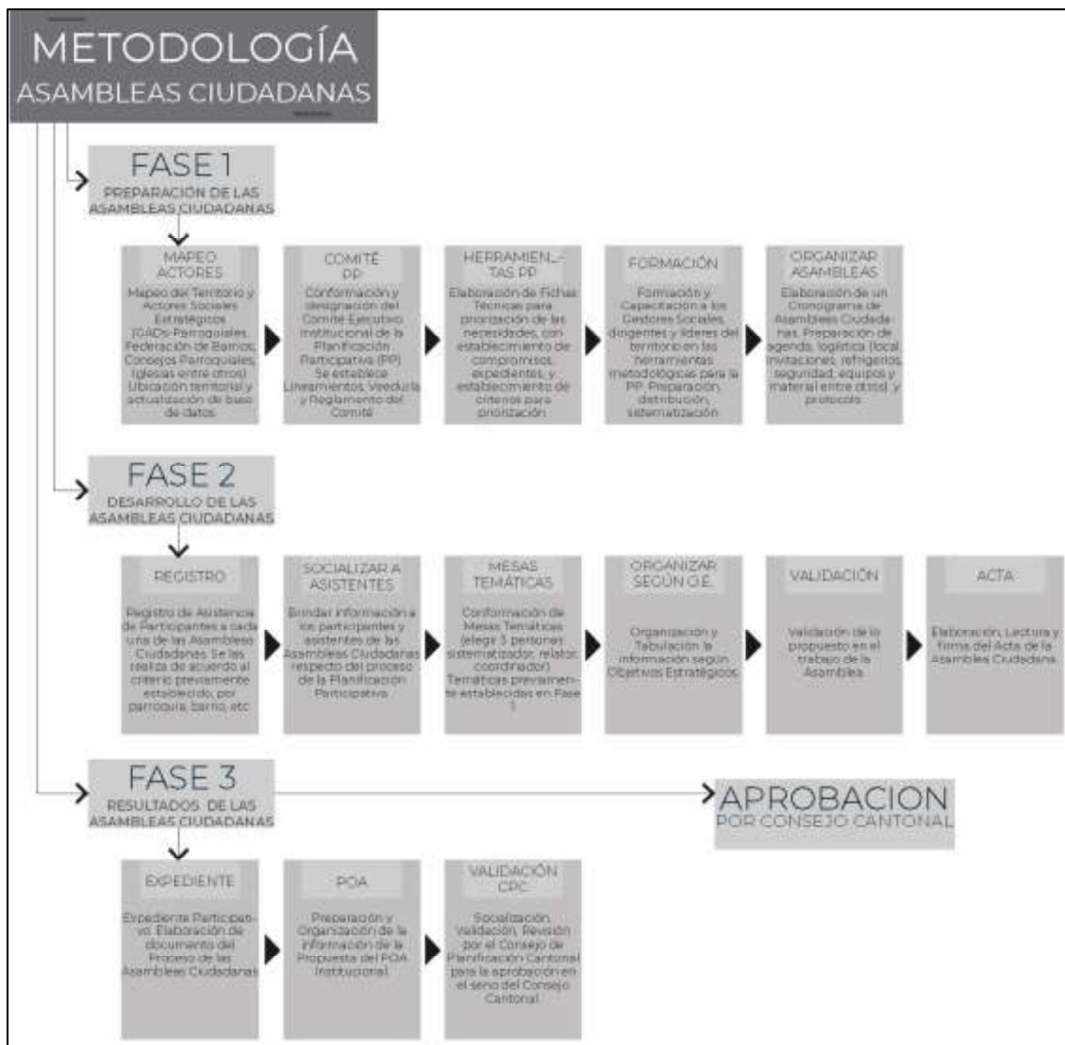 METODOLOGÍA
ASAMBLEAS CIUDADANAS
FASE 1
PREPARACIÓN DE LAS
ASAMBLEAS CIUDADANAS
MAPEO
ACTORES
Mapeo del Territorio y
Actores Sociales
Estratégicos
(GADs-Parroquiales,
Federación de Barrios,
Consejos Parroquiales,
Iglesias entre otros)
Ubicación territorial y
actualización de base
de datos
COMITÉ
PP
Conformación y
designación del
Comité Ejecutivo
Institucional de la
Planificación
Participativa (PP)
Se establece
Lineamientos, Veeduría
y Reglamento del
Comité
HERRAMIEN_-
TAS PP
Elaboración de Fichas
Técnicas para
priorización de las
necesidades, con
establecimiento de
compromisos,
expedientes, y
establecimiento de
criterios para
priorización
FORMACIÓN
Formación y
Capacitación a los
Gestores Sociales,
dirigentes y líderes del
territorio en las
herramientas
metodológicas para la
PP. Preparación,
distribución,
sistematización
ORGANIZAR
ASAMBLEAS
Elaboración de un
Cronograma de
Asambleas Ciudada-
nas. Preparación de
agenda, logística (local,
invitaciones, refrigerios,
seguridad, equipos y
material entre otros), y
protocolo
FASE 2
DESARROLLO DE LAS
ASAMBLEAS CIUDADANAS
REGISTRO
Registro de Asistencia
de Participantes a cada
una de las Asambleas
Ciudadanas. Se las
realiza de acuerdo al
criterio previamente
establecido, por
parroquia, barrio, etc
SOCIALIZAR A
ASISTENTES
Brindar información a
los participantes y
asistentes de las
Asambleas Ciudadanas
respecto del proceso
de la Planificación
Participativa
MESAS
TEMÁTICAS
Conformación de
Mesas Temáticas
(elegir 3 personas
sistematizador, relator,
coordinador)
Temáticas previamen-
te establecidas en Fase
1
ORGANIZAR
SEGÚN O.E.
Organización y
Tabulación la
información según
Objetivos Estratégicos
VALIDACIÓN
Validación de lo
propuesto en el
trabajo de la
Asamblea.
ACTA
Elaboración, Lectura y
firma del Acta de la
Asamblea Ciudadana
FASE 3
RESULTADOS DE LAS
ASAMBLEAS CIUDADANAS
APROBACION
POR CONSEJO CANTONAL
EXPEDIENTE
Expediente Participati-
vo. Elaboración de
documento del
Proceso de las
Asambleas Ciudadanas
POA
Preparación y
Organización de la
información de la
Propuesta del POA
Institucional.
VALIDACIÓN
CPC
Socialización,
Validación, Revisión
por el Consejo de
Planificación Cantonal
para la aprobación en
el seno del Consejo
Cantonal